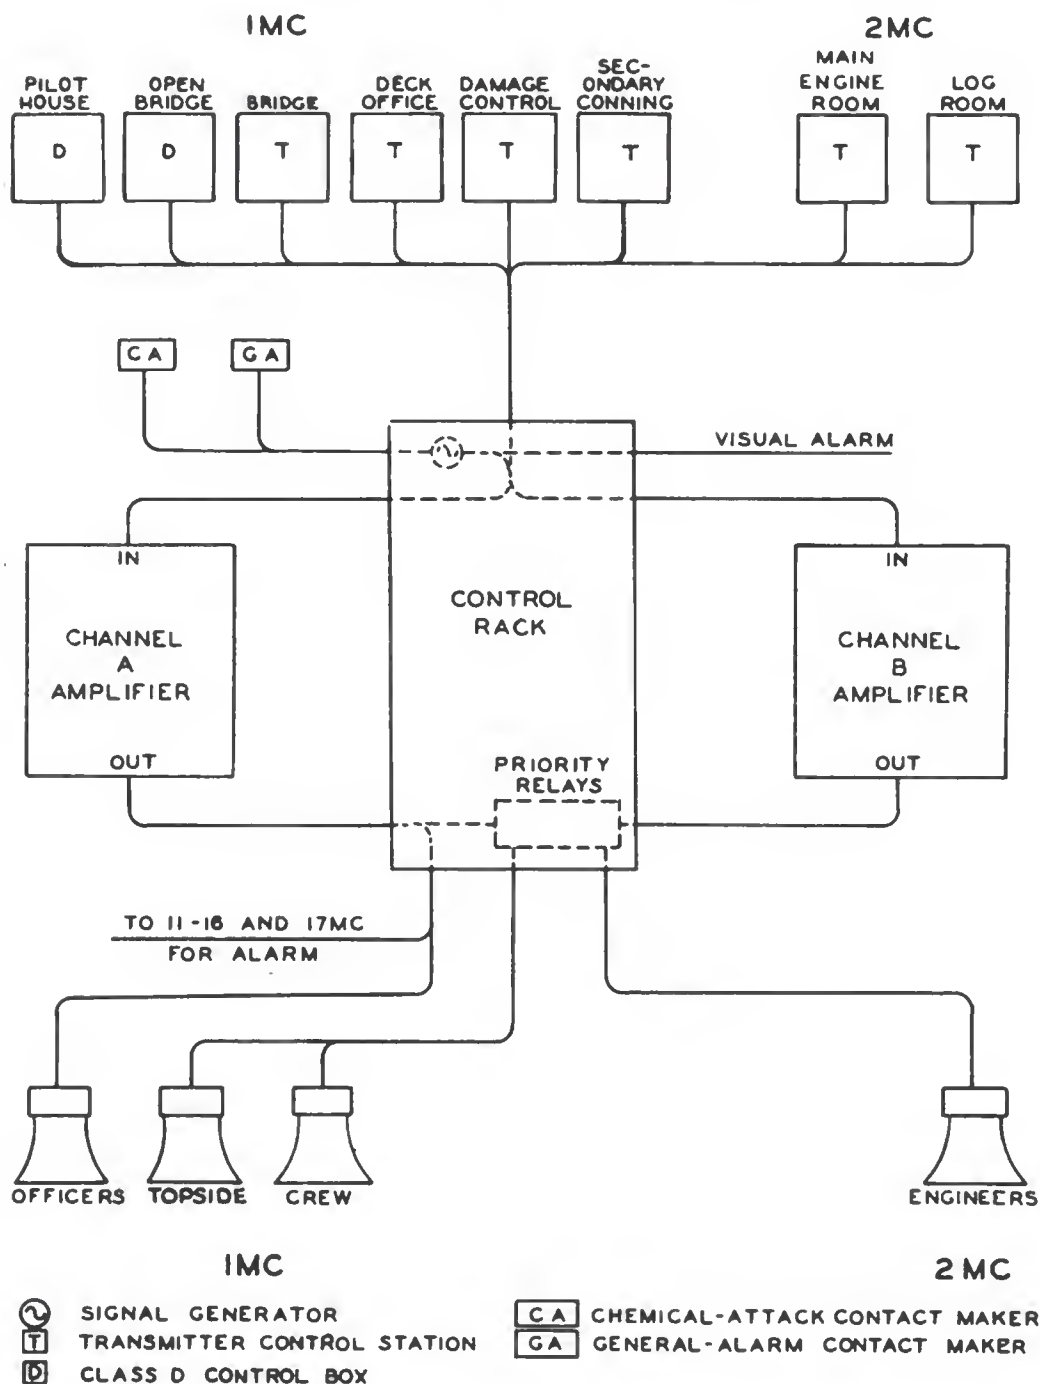 1MC
2MC
PILOT HOUSE
OPEN BRIDGE
BRIDGE
DECK OFFICE
DAMAGE CONTROL
SEC-
ONDARY
CONNING
MAIN
ENGINE
ROOM
LOG
ROOM
D
D
T
T
T
T
T
T
CA
GA
VISUAL ALARM
IN
IN
CONTROL
RACK
CHANNEL
A
AMPLIFIER
CHANNEL
B
AMPLIFIER
OUT
OUT
PRIORITY
RELAYS
TO 11-16 AND 17MC
FOR ALARM
OFFICERS
TOPSIDE
CREW
ENGINEERS
1MC
2MC
SIGNAL GENERATOR
T TRANSMITTER CONTROL STATION
D CLASS D CONTROL BOX
CA CHEMICAL-ATTACK CONTACT MAKER
GA GENERAL-ALARM CONTACT MAKER